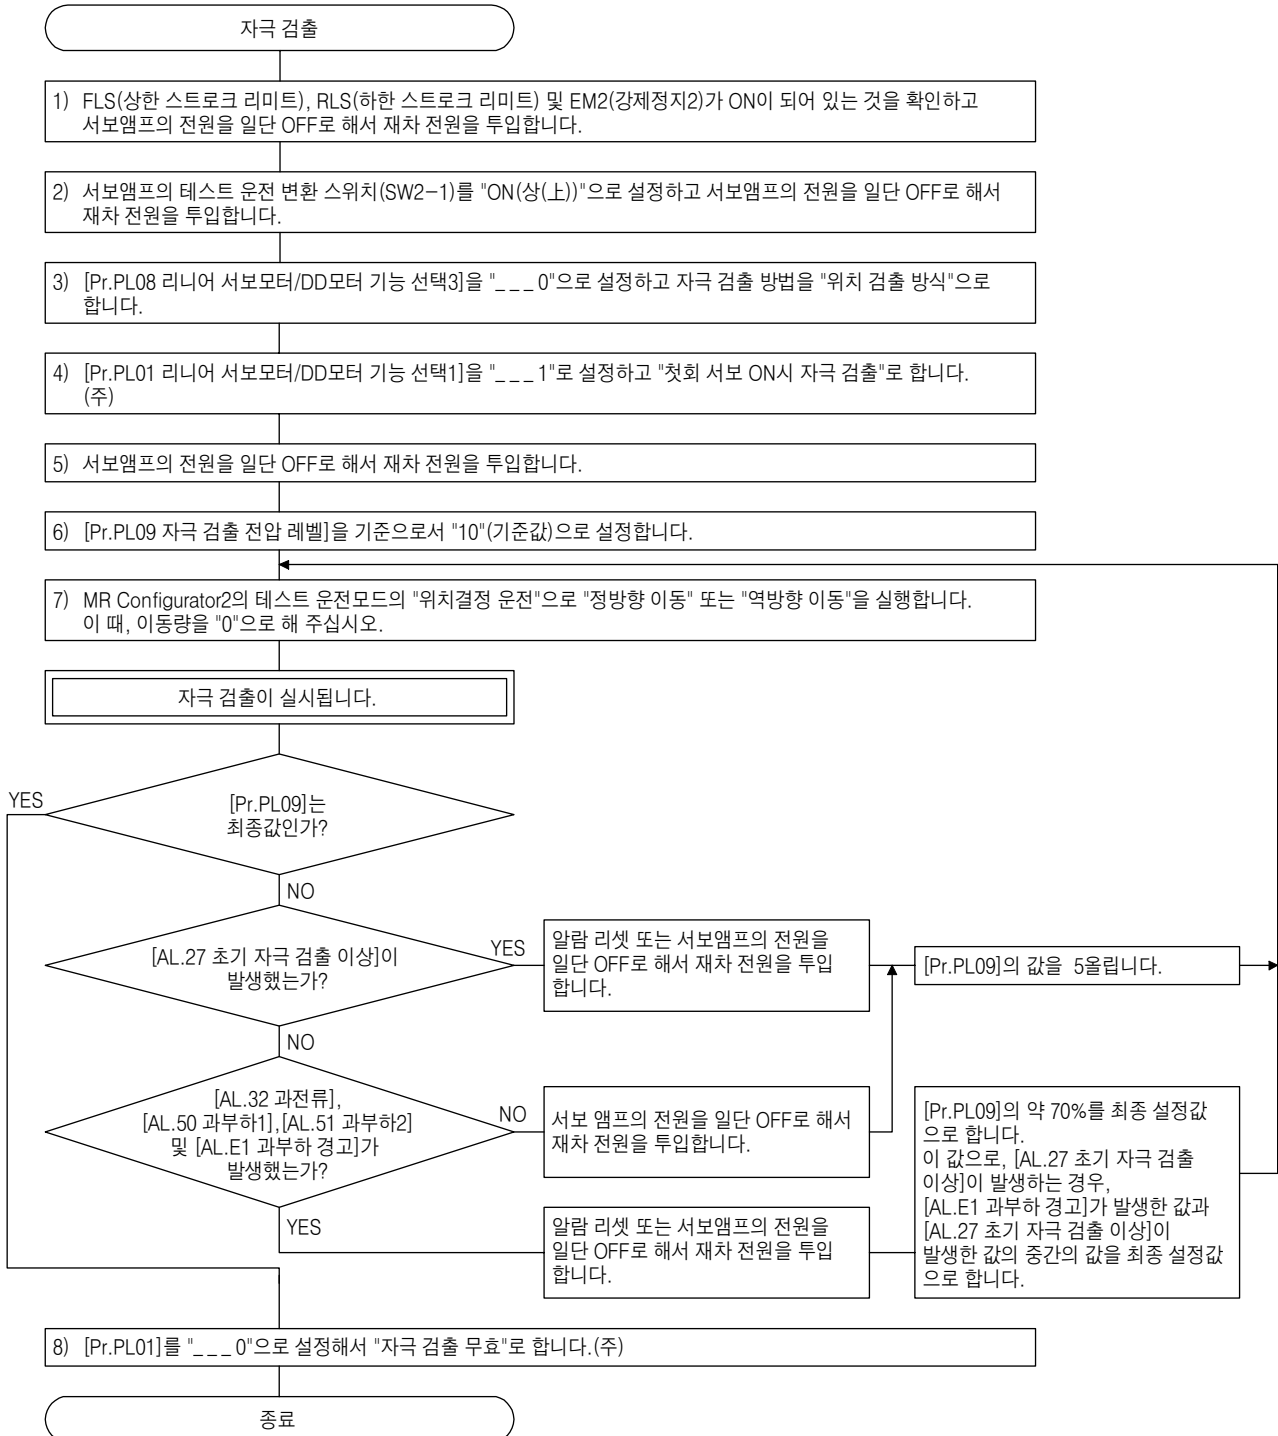 자극 검출
1) FLS(상한 스트로크 리미트), RLS(하한 스트로크 리미트) 및 EM2(강제정지2)가 ON이 되어 있는 것을 확인하고
서보앰프의 전원을 일단 OFF로 해서 재차 전원을 투입합니다.
2) 서보앰프의 테스트 운전 변환 스위치(SW2-1)를 "ON(상(上))"으로 설정하고 서보앰프의 전원을 일단 OFF로 해서
재차 전원을 투입합니다.
3) [Pr.PL08 리니어 서보모터/DD모터 기능 선택3]을 "_ _ _ 0"으로 설정하고 자극 검출 방법을 "위치 검출 방식"으로
합니다.
4) [Pr.PL01 리니어 서보모터/DD모터 기능 선택1]을 "_ _ _ 1"로 설정하고 "첫회 서보 ON시 자극 검출"로 합니다.
(주)
5) 서보앰프의 전원을 일단 OFF로 해서 재차 전원을 투입합니다.
6) [Pr.PL09 자극 검출 전압 레벨]을 기준으로서 "10"(기준값)으로 설정합니다.
7) MR Configurator2의 테스트 운전모드의 "위치결정 운전"으로 "정방향 이동" 또는 "역방향 이동"을 실행합니다.
이 때, 이동량을 "0"으로 해 주십시오.
자극 검출이 실시됩니다.
YES
[Pr.PL09]는
최종값인가?
NO
[AL.27 초기 자극 검출 이상]이
발생했는가?
YES
알람 리셋 또는 서보앰프의 전원을
일단 OFF로 해서 재차 전원을 투입
합니다.
[Pr.PL09]의 값을 5올립니다.
NO
[AL.32 과전류],
[AL.50 과부하1],[AL.51 과부하2]
및 [AL.E1 과부하 경고]가
발생했는가?
NO
서보 앰프의 전원을 일단 OFF로 해서
재차 전원을 투입합니다.
[Pr.PL09]의 약 70%를 최종 설정값
으로 합니다.
이 값으로, [AL.27 초기 자극 검출
이상]이 발생하는 경우,
[AL.E1 과부하 경고]가 발생한 값과
[AL.27 초기 자극 검출 이상]이
발생한 값의 중간의 값을 최종 설정값
으로 합니다.
YES
알람 리셋 또는 서보앰프의 전원을
일단 OFF로 해서 재차 전원을 투입
합니다.
8) [Pr.PL01]를 "_ _ _ 0"으로 설정해서 "자극 검출 무효"로 합니다.(주)
종료